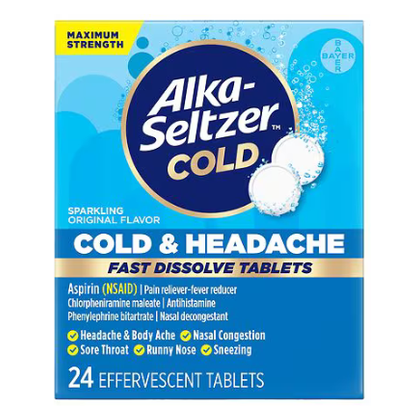 MAXIMUM
STRENGTH
BAYER
BAYER
Alka-
Seltzer™
COLD
SPARKLING
ORIGINAL FLAVOR
COLD & HEADACHE
FAST DISSOLVE TABLETS
Aspirin (NSAID) | Pain reliever-fever reducer
Chlorpheniramine maleate | Antihistamine
Phenylephrine bitartrate | Nasal decongestant
Headache & Body Ache Nasal Congestion
Sore Throat Runny Nose Sneezing
24 EFFERVESCENT TABLETS